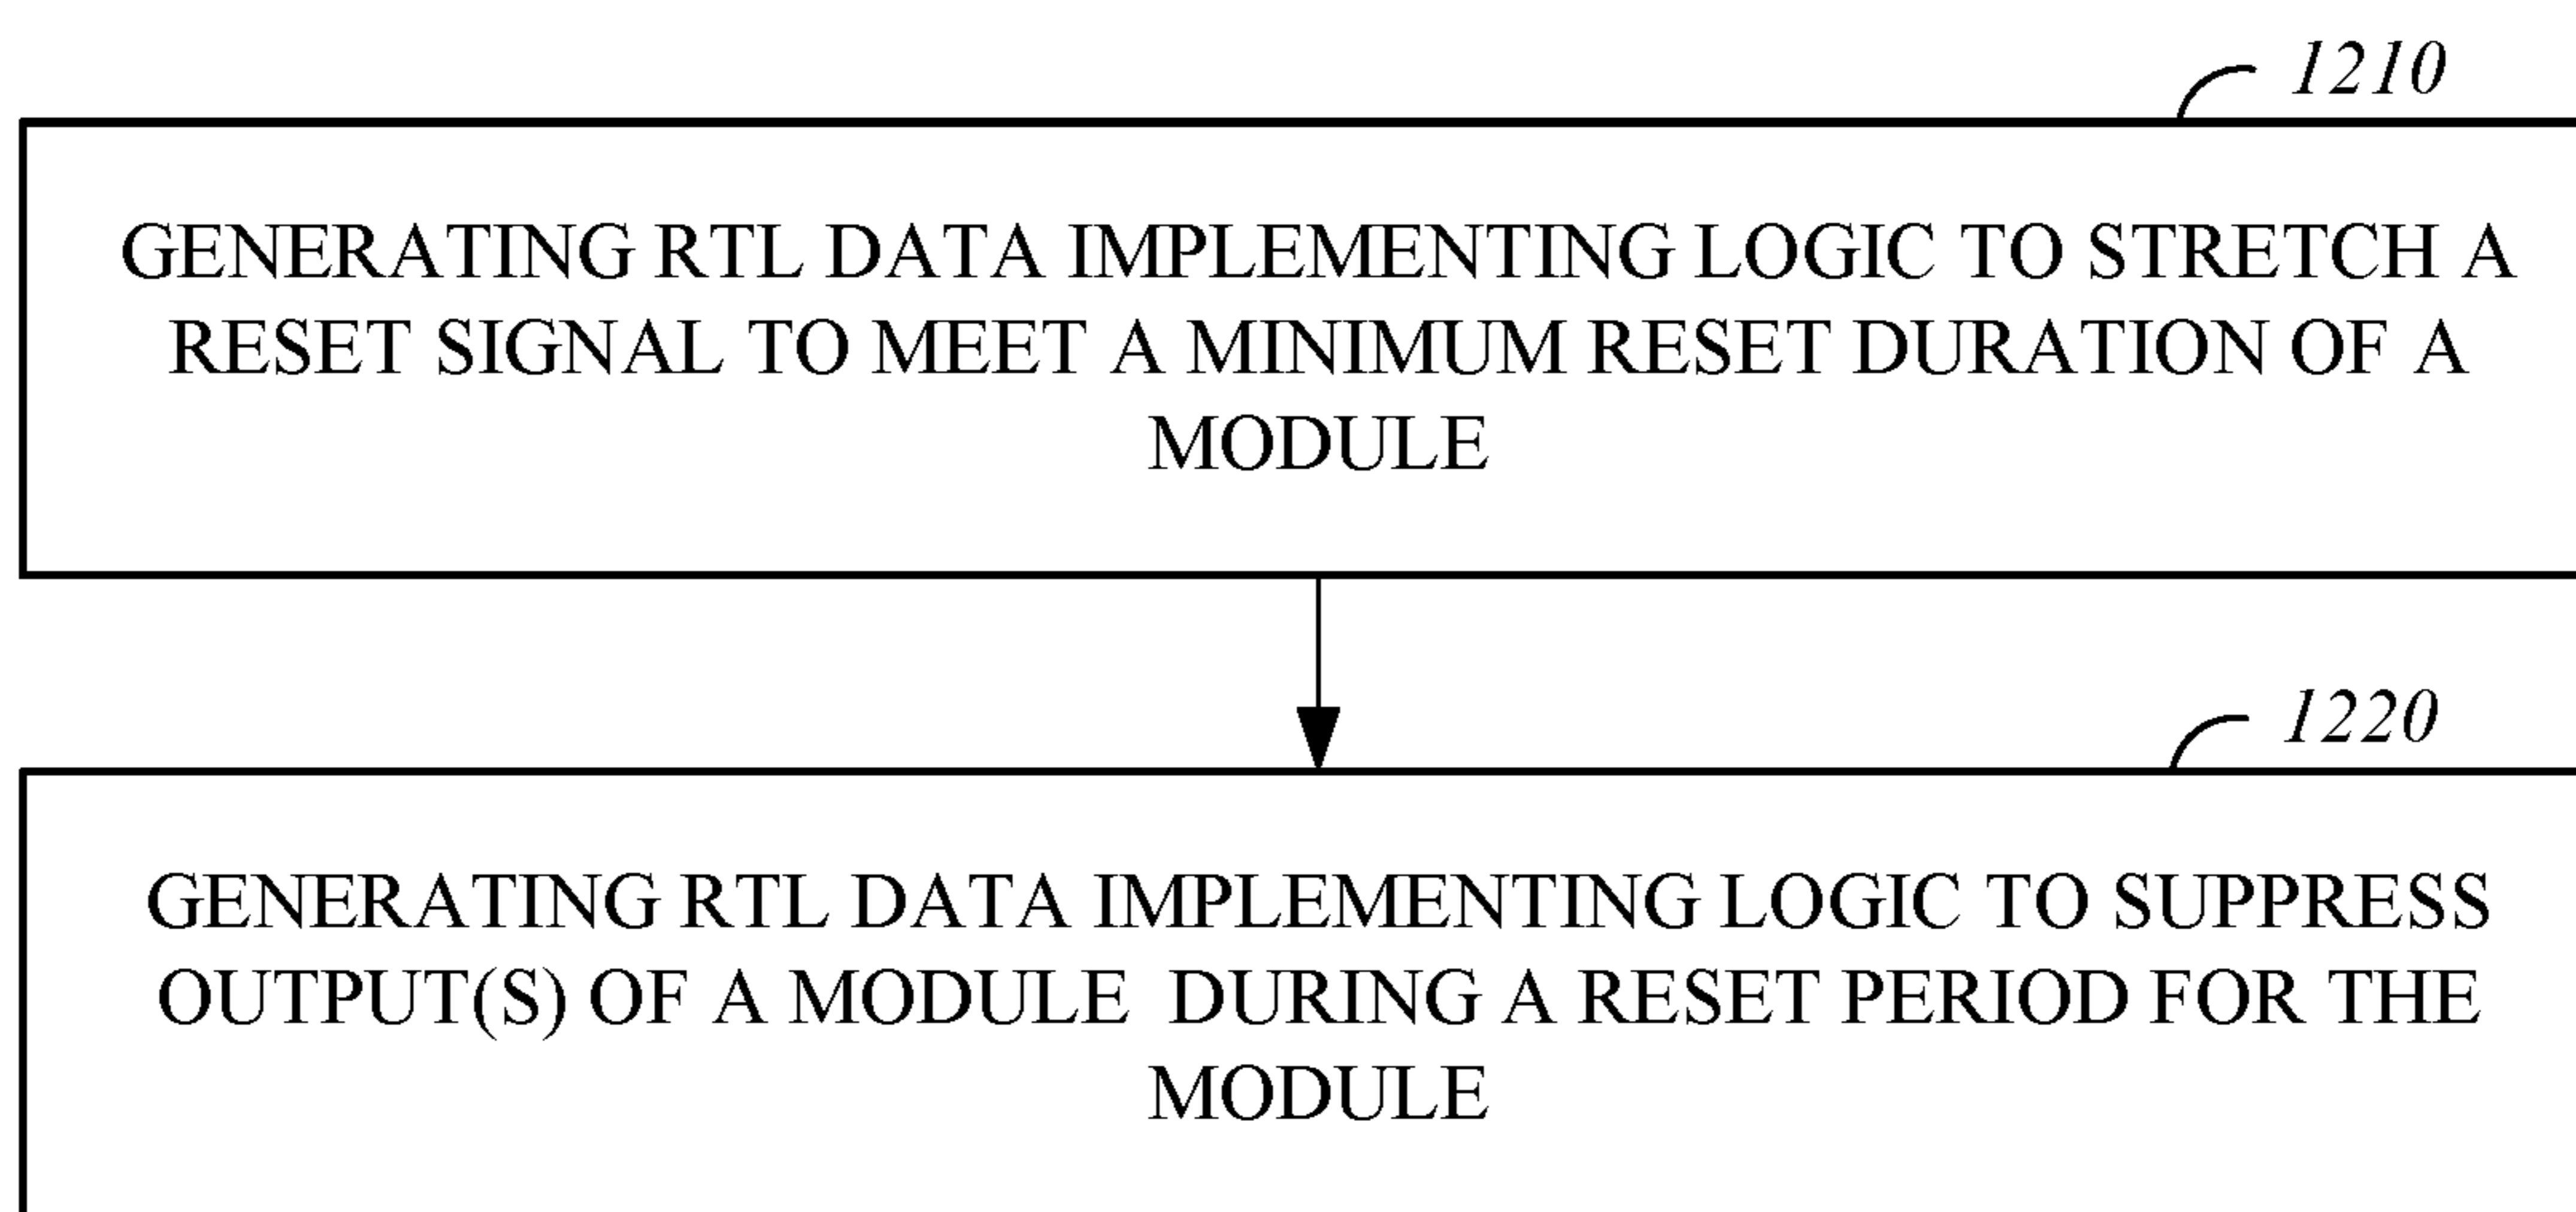 1210
GENERATING RTL DATA IMPLEMENTING LOGIC TO STRETCH A
RESET SIGNAL TO MEET A MINIMUM RESET DURATION OF A
MODULE
1220
GENERATING RTL DATA IMPLEMENTING LOGIC TO SUPPRESS
OUTPUT(S) OF A MODULE DURING A RESET PERIOD FOR THE
MODULE